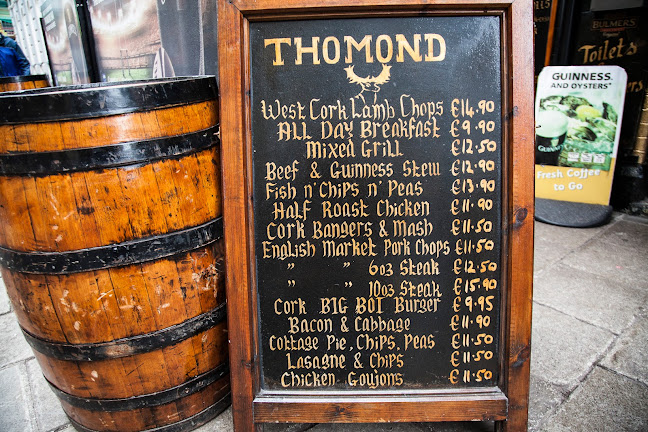 THOMOND
West Cork Lamb Chops €14.90
All Day Breakfast €9.90
Mixed Grill €12.50
Beef & Guinness Stew €12.90
Fish n' Chips n' Peas €13.90
Half Roast Chicken €11.90
Cork Bangers & Mash €11.50
English Market Pork Chops €11.50
" " 6oz Steak €12.50
" " 10oz Steak €15.90
Cork BIG BOI Burger €9.95
Bacon & Cabbage €11.90
Cottage Pie, Chips, Peas €11.50
Lasagne & Chips €11.50
Chicken Goujons €11.50
BULMERS
Toilets
GUINNESS
AND OYSTERS
Fresh Coffee
to Go